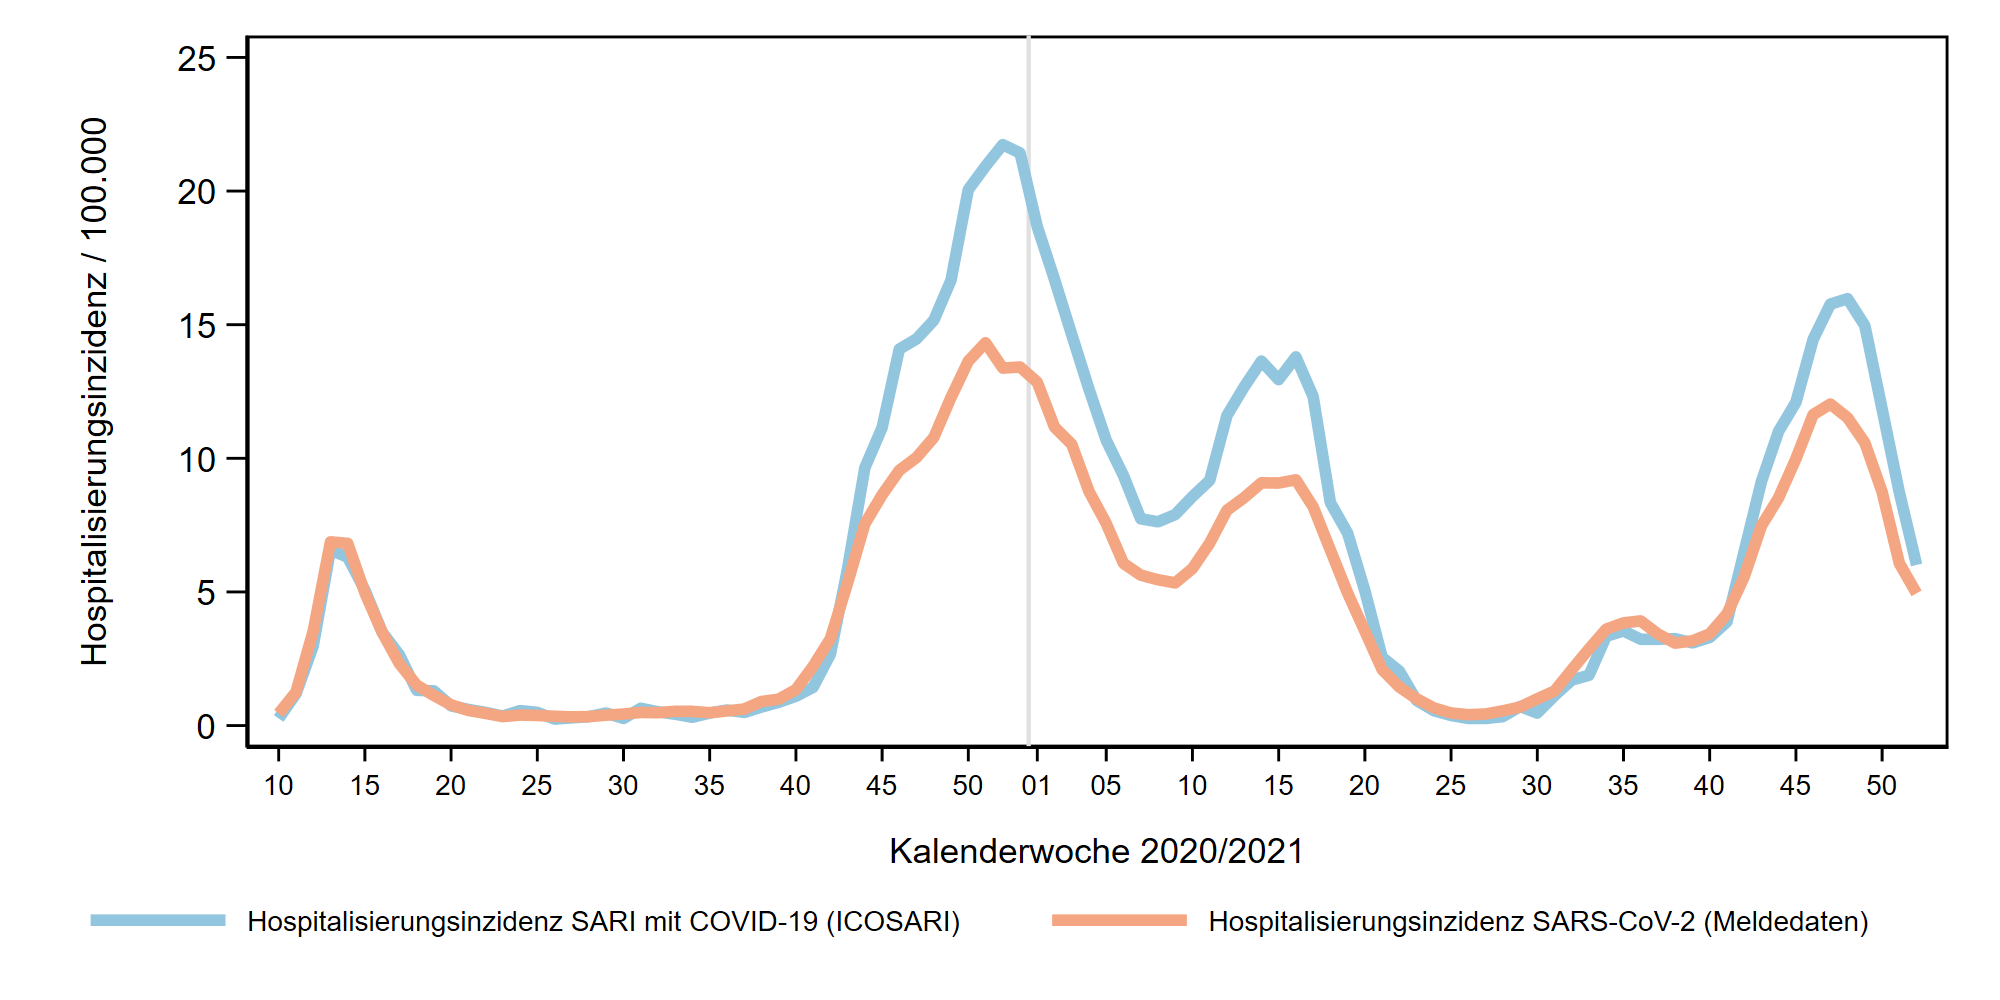 Hospitalisierungsinzidenz / 100.000
25
20
15
10
5
0
10 15 20 25 30 35 40 45 50 01 05 10 15 20 25 30 35 40 45 50
Kalenderwoche 2020/2021
Hospitalisierungsinzidenz SARI mit COVID-19 (ICOSARI)
Hospitalisierungsinzidenz SARS-CoV-2 (Meldedaten)